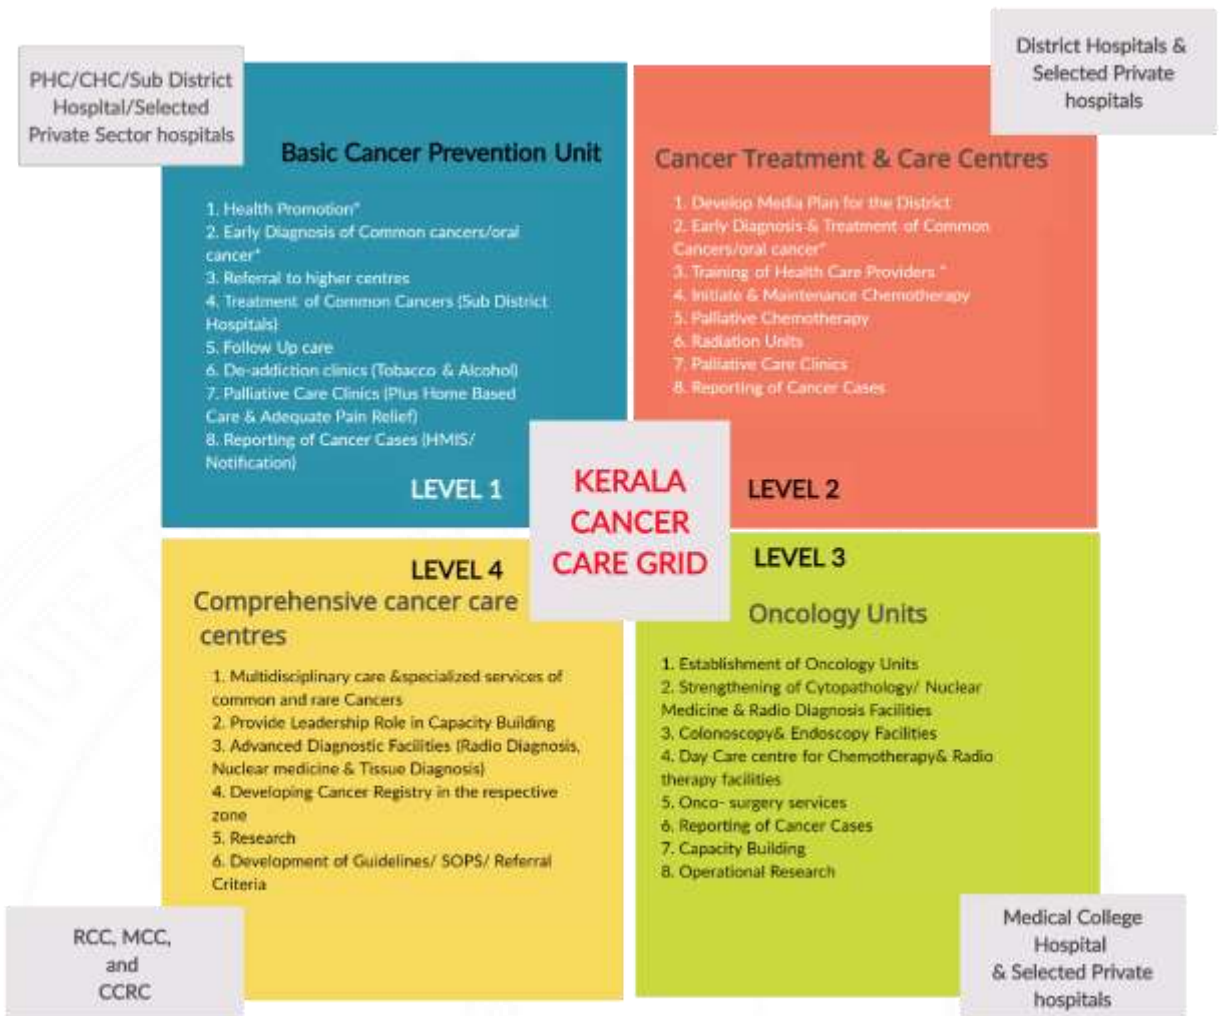 PHC/CHC/Sub District
Hospital/Selected
Private Sector hospitals
Basic Cancer Prevention Unit
1. Health Promotion*
2. Early Diagnosis of Common cancers/oral
cancer*
3. Referral to higher centres
4. Treatment of Common Cancers (Sub District
Hospitals)
5. Follow Up care
6. De-addiction clinics (Tobacco & Alcohol)
7. Palliative Care Clinics (Plus Home Based
Care & Adequate Pain Relief)
8. Reporting of Cancer Cases (HMIS/
Notification)
LEVEL 1
District Hospitals &
Selected Private
hospitals
Cancer Treatment & Care Centres
1. Develop Media Plan for the District
2. Early Diagnosis & Treatment of Common
Cancers/oral cancer*
3. Training of Health Care Providers *
4. Initiate & Maintenance Chemotherapy
5. Palliative Chemotherapy
6. Radiation Units
7. Palliative Care Clinics
8. Reporting of Cancer Cases
LEVEL 2
KERALA
CANCER
CARE GRID
LEVEL 4
Comprehensive cancer care
centres
1. Multidisciplinary care &specialized services of
common and rare Cancers
2. Provide Leadership Role in Capacity Building
3. Advanced Diagnostic Facilities (Radio Diagnosis,
Nuclear medicine & Tissue Diagnosis)
4. Developing Cancer Registry in the respective
zone
5. Research
6. Development of Guidelines/ SOPS/ Referral
Criteria
RCC, MCC,
and
CCRC
LEVEL 3
Oncology Units
1. Establishment of Oncology Units
2. Strengthening of Cytopathology/ Nuclear
Medicine & Radio Diagnosis Facilities
3. Colonoscopy& Endoscopy Facilities
4. Day Care centre for Chemotherapy& Radio
therapy facilities
5. Onco- surgery services
6. Reporting of Cancer Cases
7. Capacity Building
8. Operational Research
Medical College
Hospital
& Selected Private
hospitals